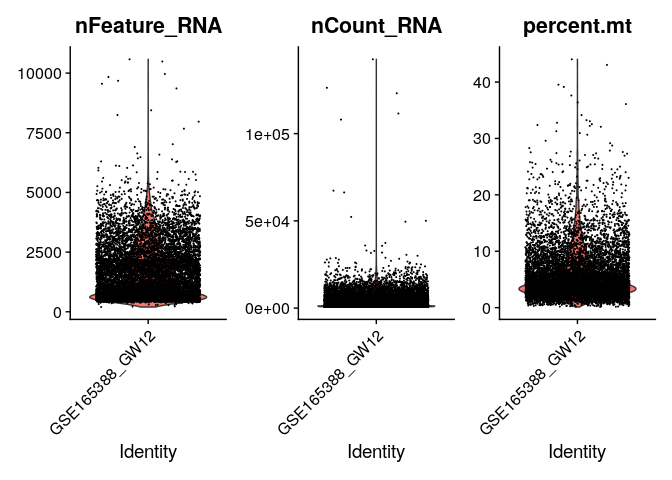 nFeature_RNA
10000
7500
5000
2500
0
GSE165388_GW12
Identity
nCount_RNA
1e+05
5e+04
0e+00
GSE165388_GW12
Identity
percent.mt
40
30
20
10
0
GSE165388_GW12
Identity